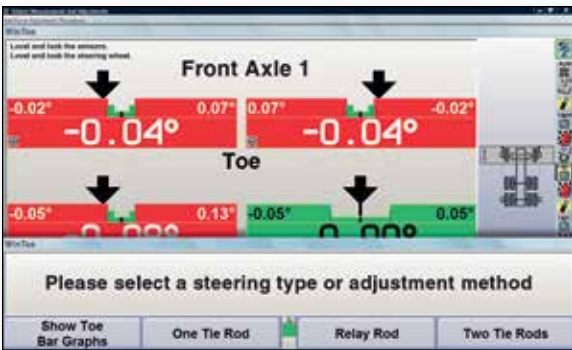 WinToe
Level and lock the sensors.
Level and lock the steering wheel.
Front Axle 1
-0.02° 0.07° 0.07° -0.02°
-0.04° -0.04°
Toe
-0.05° 0.13° -0.05° 0.05°
WinToe
Please select a steering type or adjustment method
Show Toe
Bar Graphs
One Tie Rod
Relay Rod
Two Tie Rods